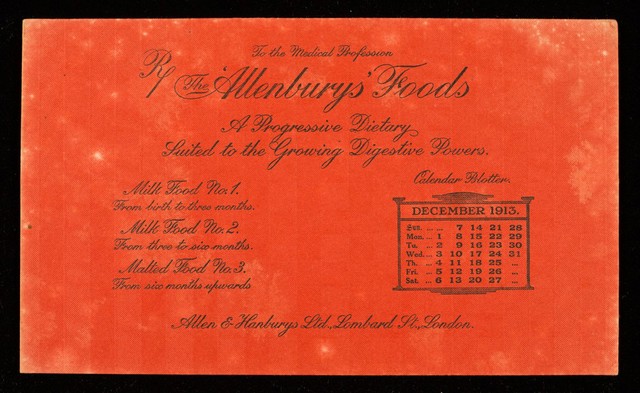 To the Medical Profession
Rx The "Allenburys" Foods
A Progressive Dietary
Suited to the Growing Digestive Powers.
Milk Food No. 1.
From birth to three months.
Milk Food No. 2.
From three to six months.
Malted Food No. 3.
From six months upwards
Calendar Blotter.
DECEMBER 1913.
Sun. ... ... 7 14 21 28
Mon. ... 1 8 15 22 29
Tu. ... 2 9 16 23 30
Wed. ... 3 10 17 24 31
Th. ... 4 11 18 25 ...
Fri. ... 5 12 19 26 ...
Sat. ... 6 13 20 27 ...
Allen & Hanburys Ltd., Lombard St., London.